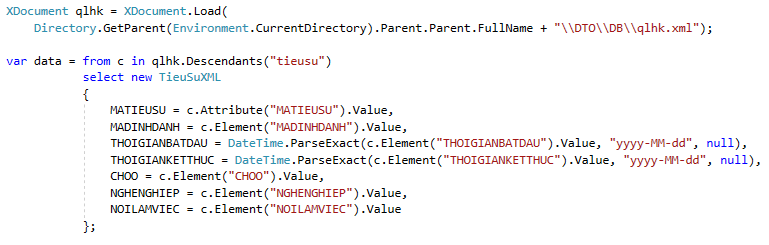 XDocument qlhk = XDocument.Load(
Directory.GetParent(Environment.CurrentDirectory).Parent.Parent.FullName + "\\DTO\\DB\\qlhk.xml");
var data = from c in qlhk.Descendants("tieusu")
select new TieuSuXML
{
MATIEUSU = c.Attribute("MATIEUSU").Value,
MADINHDANH = c.Element("MADINHDANH").Value,
THOIGIANBATDAU = DateTime.ParseExact(c.Element("THOIGIANBATDAU").Value, "yyyy-MM-dd", null),
THOIGIANKETTHUC = DateTime.ParseExact(c.Element("THOIGIANKETTHUC").Value, "yyyy-MM-dd", null),
CHOO = c.Element("CHOO").Value,
NGHENGHIEP = c.Element("NGHENGHIEP").Value,
NOILAMVIEC = c.Element("NOILAMVIEC").Value
};